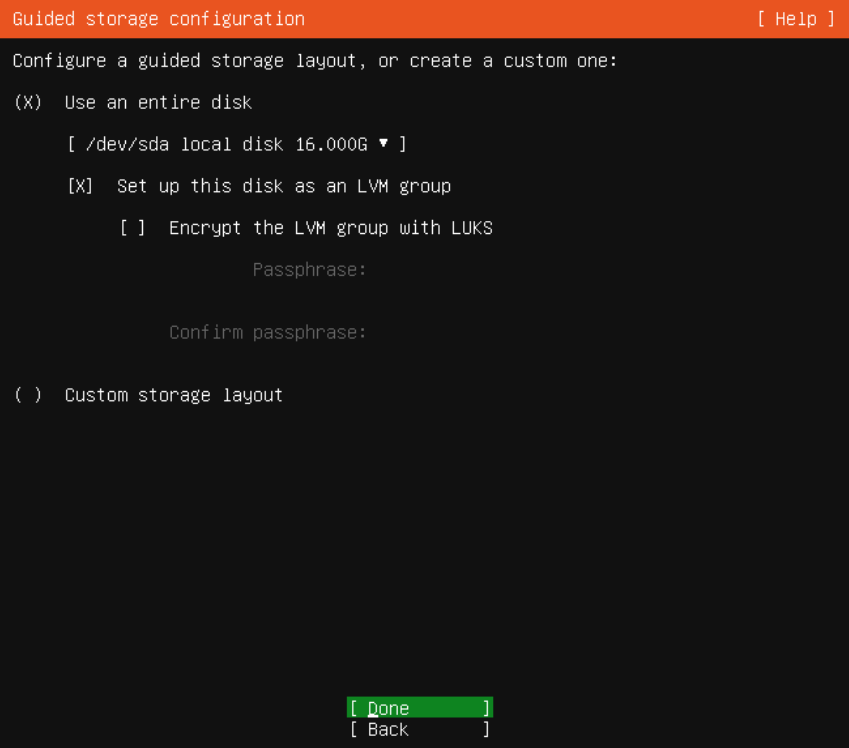 Guided storage configuration [ Help ]
Configure a guided storage layout, or create a custom one:
(X) Use an entire disk
[ /dev/sda local disk 16.000G ▾ ]
[X] Set up this disk as an LVM group
[ ] Encrypt the LVM group with LUKS
Passphrase:
Confirm passphrase:
( ) Custom storage layout
[ Done ]
[ Back ]